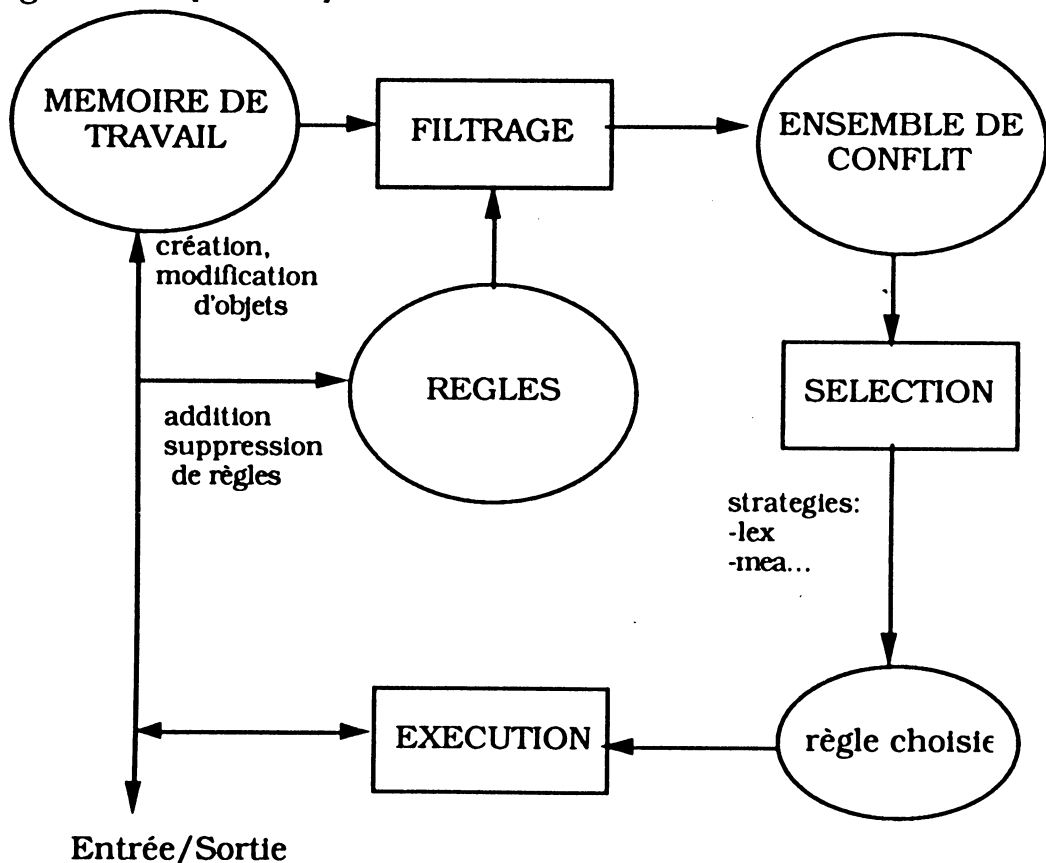 MEMOIRE DE
TRAVAIL
FILTRAGE
ENSEMBLE DE
CONFLIT
création,
modification
d'objets
REGLES
SELECTION
addition
suppression
de règles
strategies:
-lex
-mea...
EXECUTION
règle choisie
Entrée/Sortie